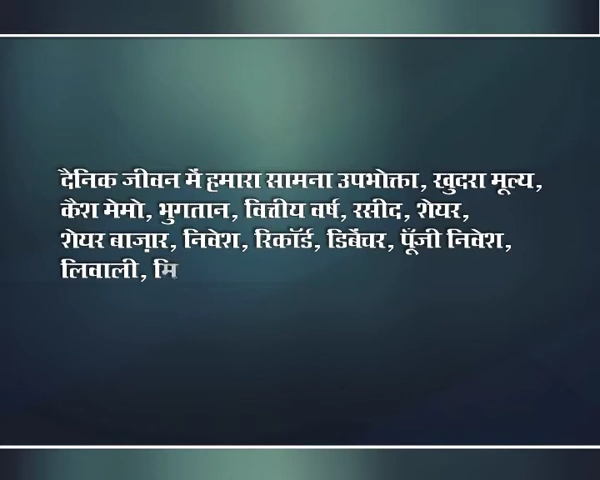 दैनिक जीवन में हमारा सामना उपभोक्ता, खुदरा मूल्य,
कैश मेमो, भुगतान, वित्तीय वर्ष, रसीद, शेयर,
शेयर बाज़ार, निवेश, रिकॉर्ड, डिबेंचर, पूँजी निवेश,
लिवाली, मि